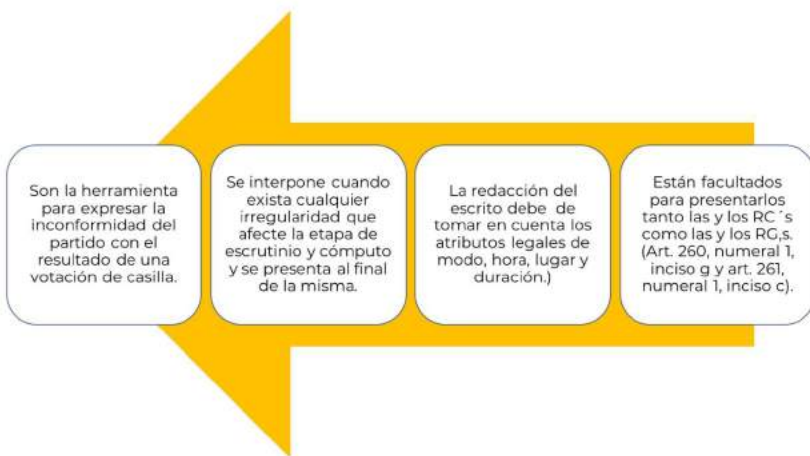 Son la herramienta
para expresar la
inconformidad del
partido con el
resultado de una
votación de casilla.
Se interpone cuando
exista cualquier
irregularidad que
afecte la etapa de
escrutinio y cómputo
y se presenta al final
de la misma.
La redacción del
escrito debe de
tomar en cuenta los
atributos legales de
modo, hora, lugar y
duración.)
Están facultados
para presentarlos
tanto las y los RC´s
como las y los RG,s.
(Art. 260, numeral 1,
inciso g y art. 261,
numeral 1, inciso c).